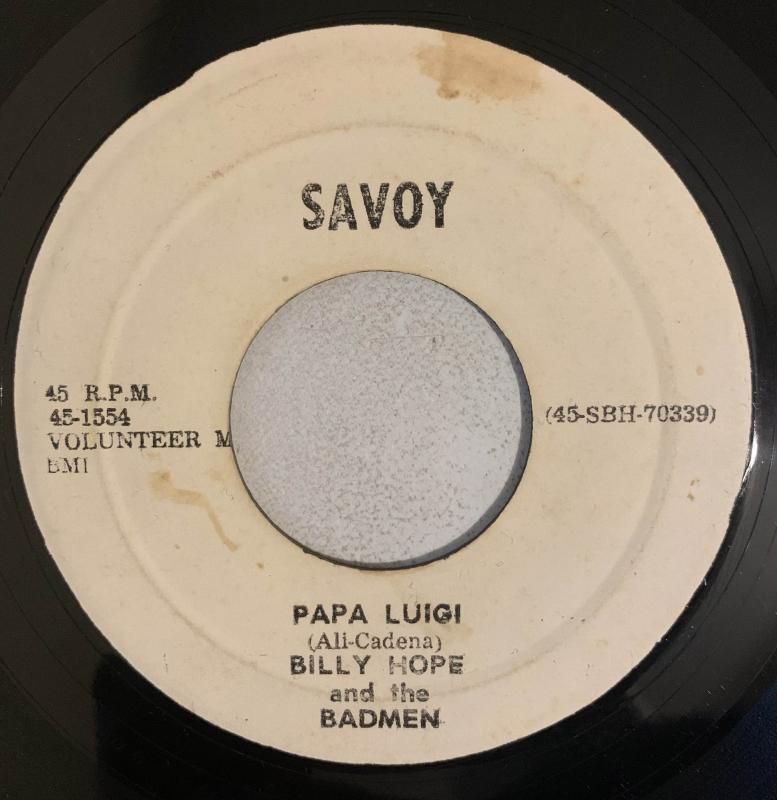 SAVOY
45 R.P.M.
45-1554
VOLUNTEER M
BMI
(45-SBH-70339)
PAPA LUIGI
(Ali-Cadena)
BILLY HOPE
and the
BADMEN